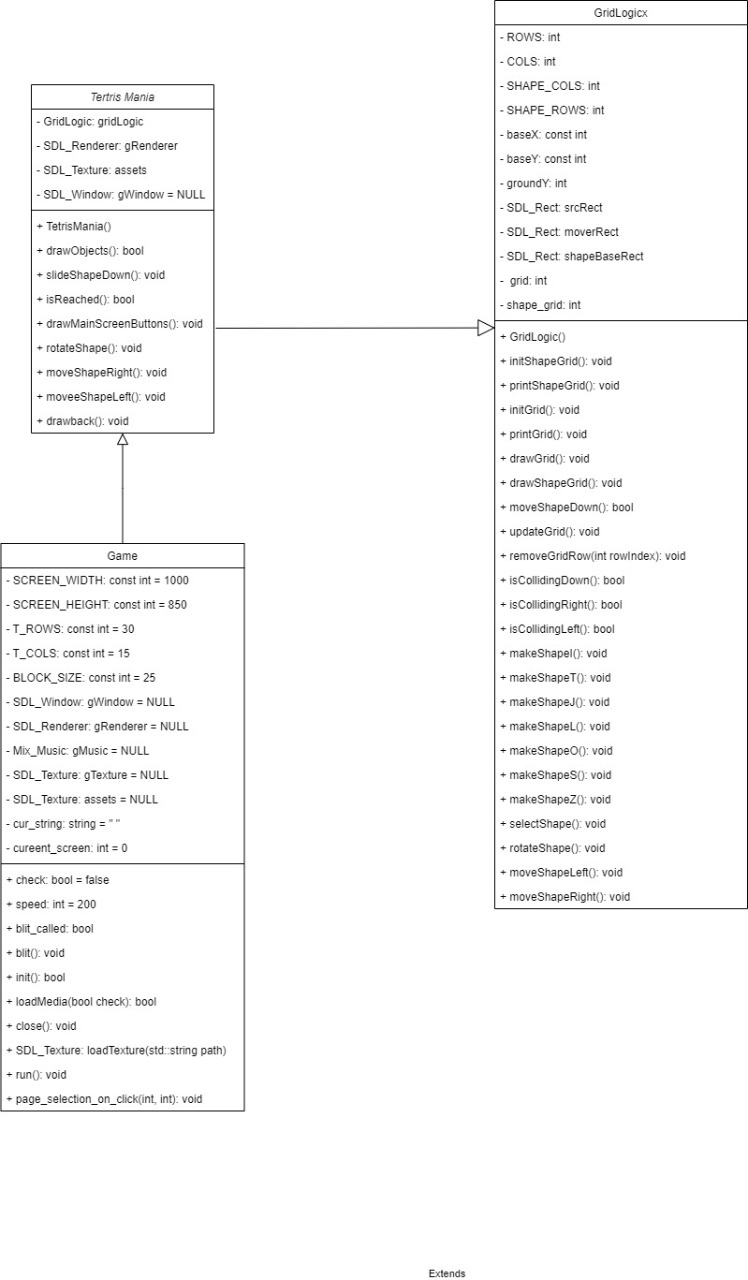 Tertris Mania
- GridLogic: gridLogic
- SDL_Renderer: gRenderer
- SDL_Texture: assets
- SDL_Window: gWindow = NULL
+ TetrisMania()
+ drawObjects(): bool
+ slideShapeDown(): void
+ isReached(): bool
+ drawMainScreenButtons(): void
+ rotateShape(): void
+ moveShapeRight(): void
+ moveeShapeLeft(): void
+ drawback(): void
GridLogicx
- ROWS: int
- COLS: int
- SHAPE_COLS: int
- SHAPE_ROWS: int
- baseX: const int
- baseY: const int
- groundY: int
- SDL_Rect: srcRect
- SDL_Rect: moverRect
- SDL_Rect: shapeBaseRect
- grid: int
- shape_grid: int
+ GridLogic()
+ initShapeGrid(): void
+ printShapeGrid(): void
+ initGrid(): void
+ printGrid(): void
+ drawGrid(): void
+ drawShapeGrid(): void
+ moveShapeDown(): bool
+ updateGrid(): void
+ removeGridRow(int rowIndex): void
+ isCollidingDown(): bool
+ isCollidingRight(): bool
+ isCollidingLeft(): bool
+ makeShapeI(): void
+ makeShapeT(): void
+ makeShapeJ(): void
+ makeShapeL(): void
+ makeShapeO(): void
+ makeShapeS(): void
+ makeShapeZ(): void
+ selectShape(): void
+ rotateShape(): void
+ moveShapeLeft(): void
+ moveShapeRight(): void
Game
- SCREEN_WIDTH: const int = 1000
- SCREEN_HEIGHT: const int = 850
- T_ROWS: const int = 30
- T_COLS: const int = 15
- BLOCK_SIZE: const int = 25
- SDL_Window: gWindow = NULL
- SDL_Renderer: gRenderer = NULL
- Mix_Music: gMusic = NULL
- SDL_Texture: gTexture = NULL
- SDL_Texture: assets = NULL
- cur_string: string = " "
- cureent_screen: int = 0
+ check: bool = false
+ speed: int = 200
+ blit_called: bool
+ blit(): void
+ init(): bool
+ loadMedia(bool check): bool
+ close(): void
+ SDL_Texture: loadTexture(std::string path)
+ run(): void
+ page_selection_on_click(int, int): void
Extends